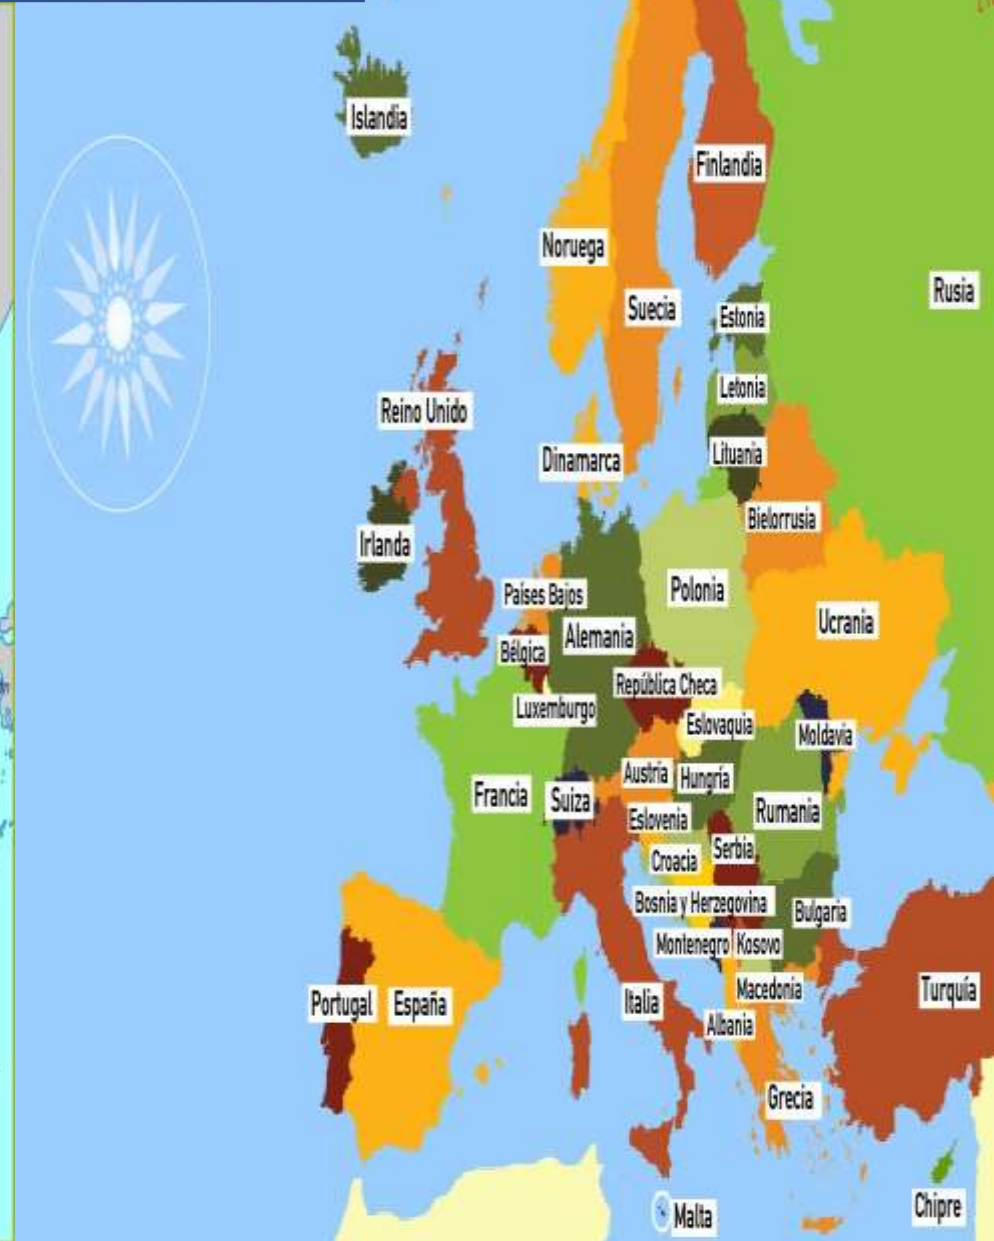 Islandia
Finlandia
Noruega
Rusia
Suecia
Estonia
Letonia
Reino Unido
Lituania
Dinamarca
Bielorrusia
Irlanda
Polonia
Países Bajos
Ucrania
Alemania
Bélgica
República Checa
Luxemburgo
Eslovaquia
Moldavia
Austria
Hungría
Francia
Suiza
Rumania
Eslovenia
Serbia
Croacia
Bosnia y Herzegovina
Bulgaria
Montenegro
Kosovo
Macedonia
Turquía
Portugal
España
Italia
Albania
Grecia
Chipre
Malta